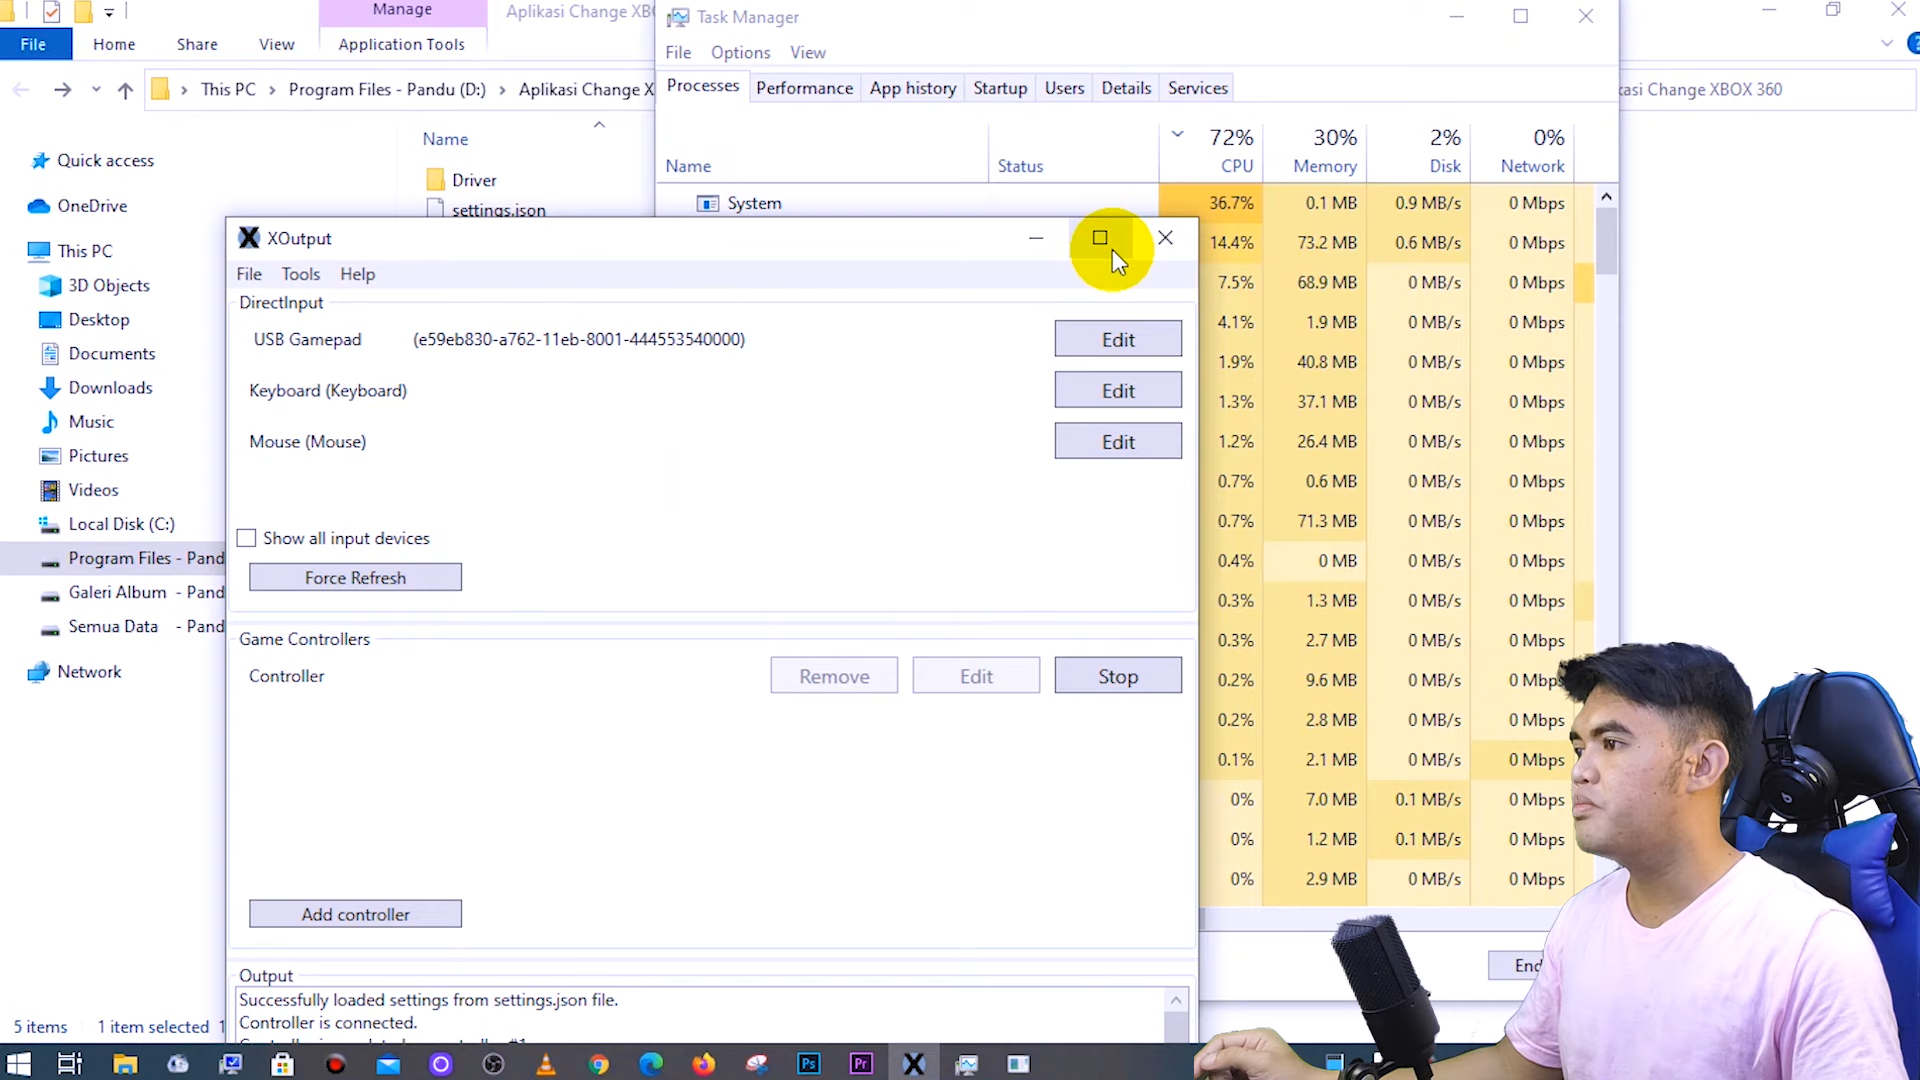 Manage
Aplikasi Change XBO
File
Home
Share
View
Application Tools
This PC
Program Files - Pandu (D:)
Aplikasi Change X
kasi Change XBOX 360
Quick access
OneDrive
This PC
3D Objects
Desktop
Documents
Downloads
Music
Pictures
Videos
Local Disk (C:)
Program Files - Pand
Galeri Album - Pand
Semua Data - Pand
Network
Name
Driver
settings.json
5 items
1 item selected
Task Manager
File
Options
View
Processes
Performance
App history
Startup
Users
Details
Services
Name
Status
72%
CPU
30%
Memory
2%
Disk
0%
Network
System
36.7% 0.1 MB 0.9 MB/s 0 Mbps
14.4% 73.2 MB 0.6 MB/s 0 Mbps
7.5% 68.9 MB 0 MB/s 0 Mbps
4.1% 1.9 MB 0 MB/s 0 Mbps
1.9% 40.8 MB 0 MB/s 0 Mbps
1.3% 37.1 MB 0 MB/s 0 Mbps
1.2% 26.4 MB 0 MB/s 0 Mbps
0.7% 0.6 MB 0 MB/s 0 Mbps
0.7% 71.3 MB 0 MB/s 0 Mbps
0.4% 0 MB 0 MB/s 0 Mbps
0.3% 1.3 MB 0 MB/s 0 Mbps
0.3% 2.7 MB 0 MB/s 0 Mbps
0.2% 9.6 MB 0 MB/s 0 Mbps
0.2% 2.8 MB 0 MB/s 0 Mbps
0.1% 2.1 MB 0 MB/s 0 Mbps
0% 7.0 MB 0.1 MB/s 0 Mbps
0% 1.2 MB 0.1 MB/s 0 Mbps
0% 2.9 MB 0 MB/s 0 Mbps
End
XOutput
File
Tools
Help
DirectInput
USB Gamepad (e59eb830-a762-11eb-8001-444553540000)
Edit
Keyboard (Keyboard)
Edit
Mouse (Mouse)
Edit
Show all input devices
Force Refresh
Game Controllers
Controller
Remove
Edit
Stop
Add controller
Output
Successfully loaded settings from settings.json file.
Controller is connected.
Ps
Pr